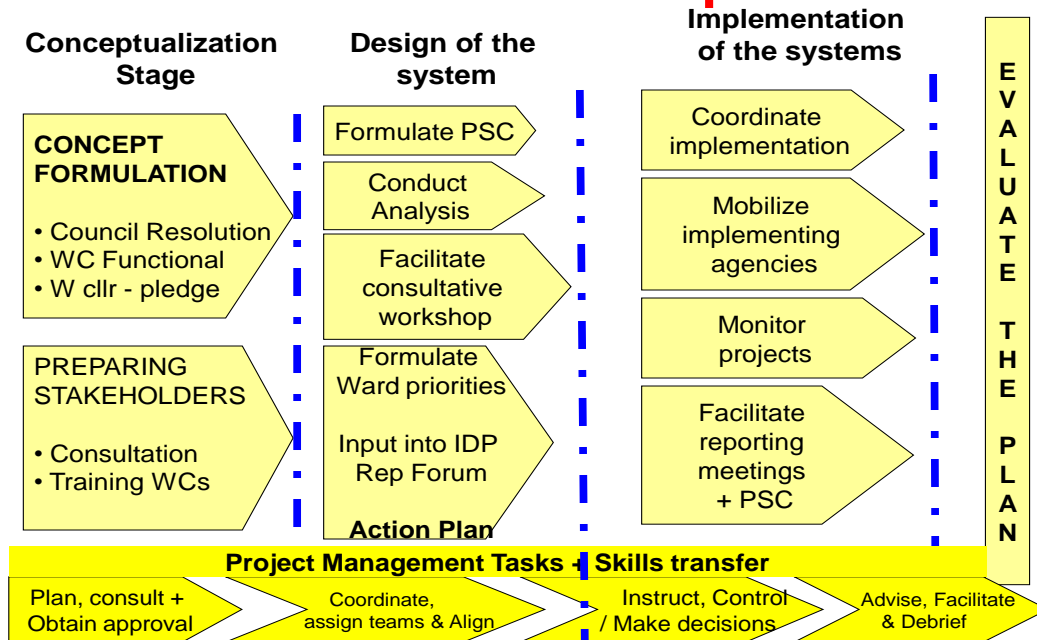 Conceptualization
Stage
CONCEPT
FORMULATION
• Council Resolution
• WC Functional
• W cllr - pledge
PREPARING
STAKEHOLDERS
• Consultation
• Training WCs
Design of the
system
Formulate PSC
Conduct
Analysis
Facilitate
consultative
workshop
Formulate
Ward priorities
Input into IDP
Rep Forum
Action Plan
Implementation
of the systems
Coordinate
implementation
Mobilize
implementing
agencies
Monitor
projects
Facilitate
reporting
meetings
+ PSC
EVALUATE THE PLAN
Project Management Tasks + Skills transfer
Plan, consult +
Obtain approval
Coordinate,
assign teams & Align
Instruct, Control
/ Make decisions
Advise, Facilitate
& Debrief